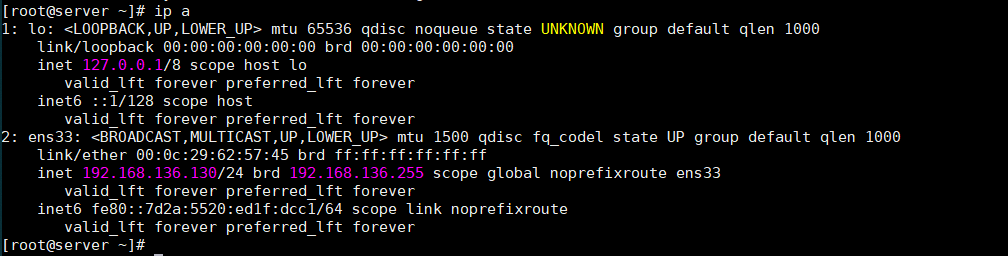 [root@server ~]# ip a
1: lo: <LOOPBACK,UP,LOWER_UP> mtu 65536 qdisc noqueue state UNKNOWN group default qlen 1000
    link/loopback 00:00:00:00:00:00 brd 00:00:00:00:00:00
    inet 127.0.0.1/8 scope host lo
       valid_lft forever preferred_lft forever
    inet6 ::1/128 scope host
       valid_lft forever preferred_lft forever
2: ens33: <BROADCAST,MULTICAST,UP,LOWER_UP> mtu 1500 qdisc fq_codel state UP group default qlen 1000
    link/ether 00:0c:29:62:57:45 brd ff:ff:ff:ff:ff:ff
    inet 192.168.136.130/24 brd 192.168.136.255 scope global noprefixroute ens33
       valid_lft forever preferred_lft forever
    inet6 fe80::7d2a:5520:ed1f:dcc1/64 scope link noprefixroute
       valid_lft forever preferred_lft forever
[root@server ~]#